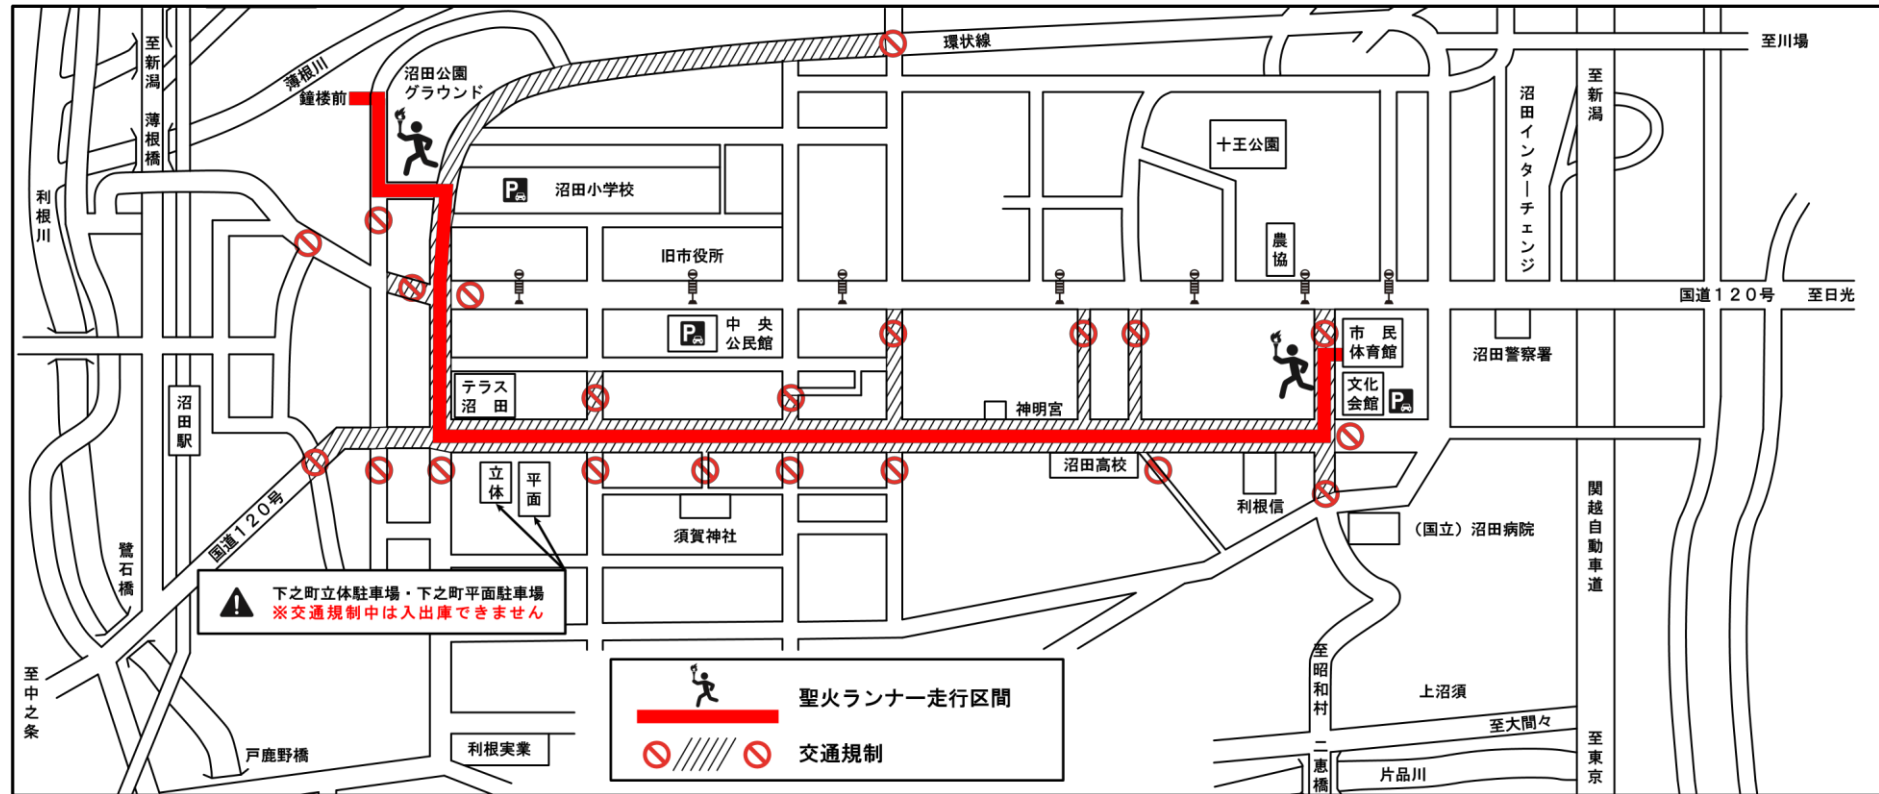 環状線
至川場
至新潟
薄根橋
薄根川
沼田公園
グラウンド
鐘楼前
至新潟
沼田インターチェンジ
十王公園
P
沼田小学校
利根川
旧市役所
農協
国道120号
至日光
P
中央
公民館
市民
体育館
沼田警察署
テラス
沼田
文化
会館
P
神明宮
沼田駅
立体
平面
沼田高校
利根信
須賀神社
(国立)沼田病院
国道120号
鷺石橋
関越自動車道
下之町立体駐車場・下之町平面駐車場
※交通規制中は入出庫できません
至中之条
至昭和村
二恵橋
上沼須
至大間々
至東京
片品川
戸鹿野橋
利根実業
聖火ランナー走行区間
交通規制